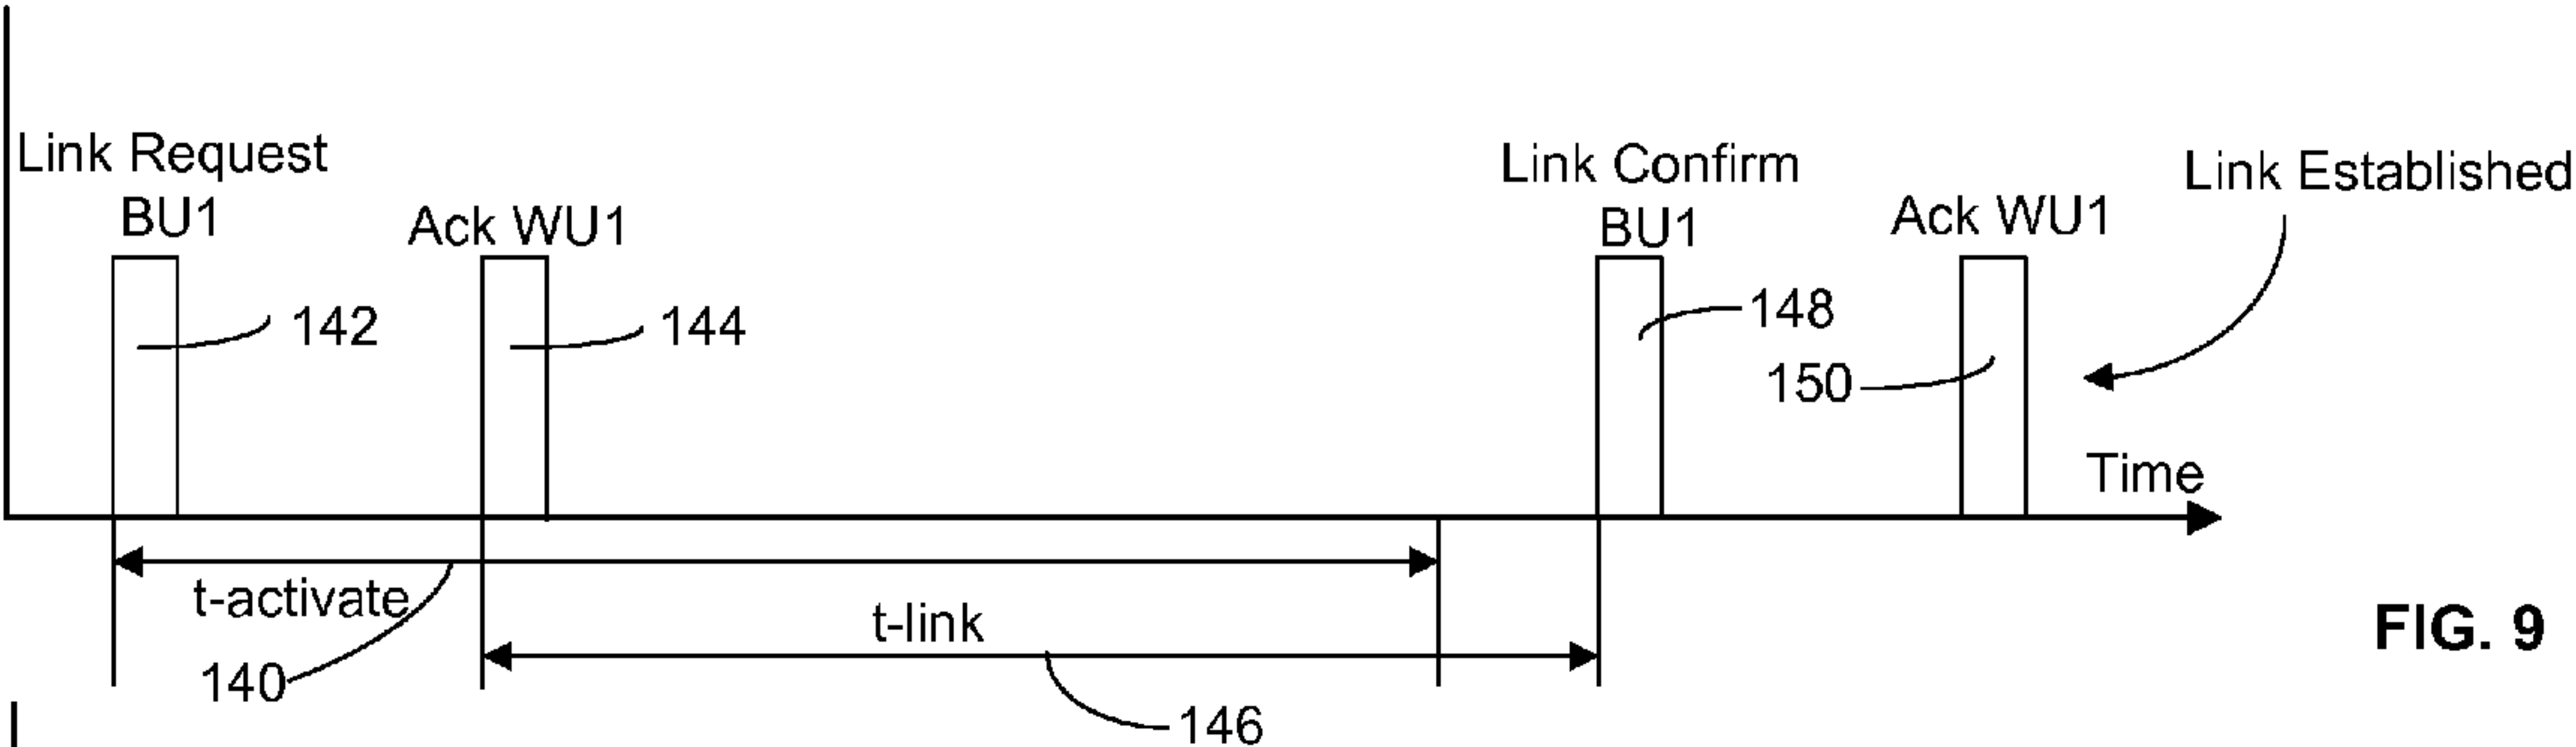 Link Request
BU1
Ack WU1
Link Confirm
BU1
Ack WU1
Link Established
142
144
148
150
Time
t-activate
t-link
140
146
FIG. 9